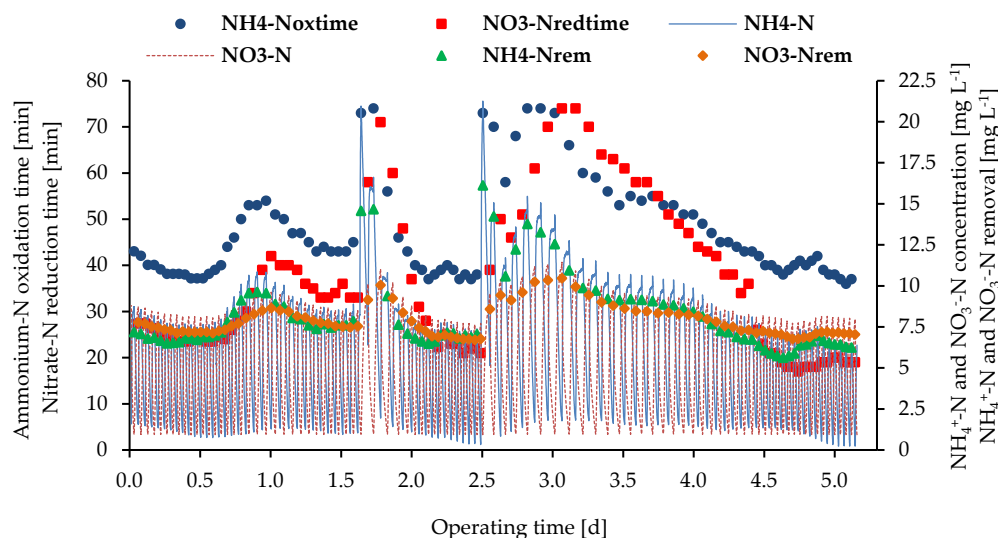 NH4-Noxtime NO3-Nredtime NH4-N
NO3-N NH4-Nrem NO3-Nrem
Ammonium-N oxidation time [min]
Nitrate-N reduction time [min]
80
70
60
50
40
30
20
10
0
22.5
20.0
17.5
15.0
12.5
10.0
7.5
5.0
2.5
0.0
NH₄⁺-N and NO₃⁻-N concentration [mg L⁻¹]
NH₄⁺-N and NO₃⁻-N removal [mg L⁻¹]
0.0 0.5 1.0 1.5 2.0 2.5 3.0 3.5 4.0 4.5 5.0
Operating time [d]